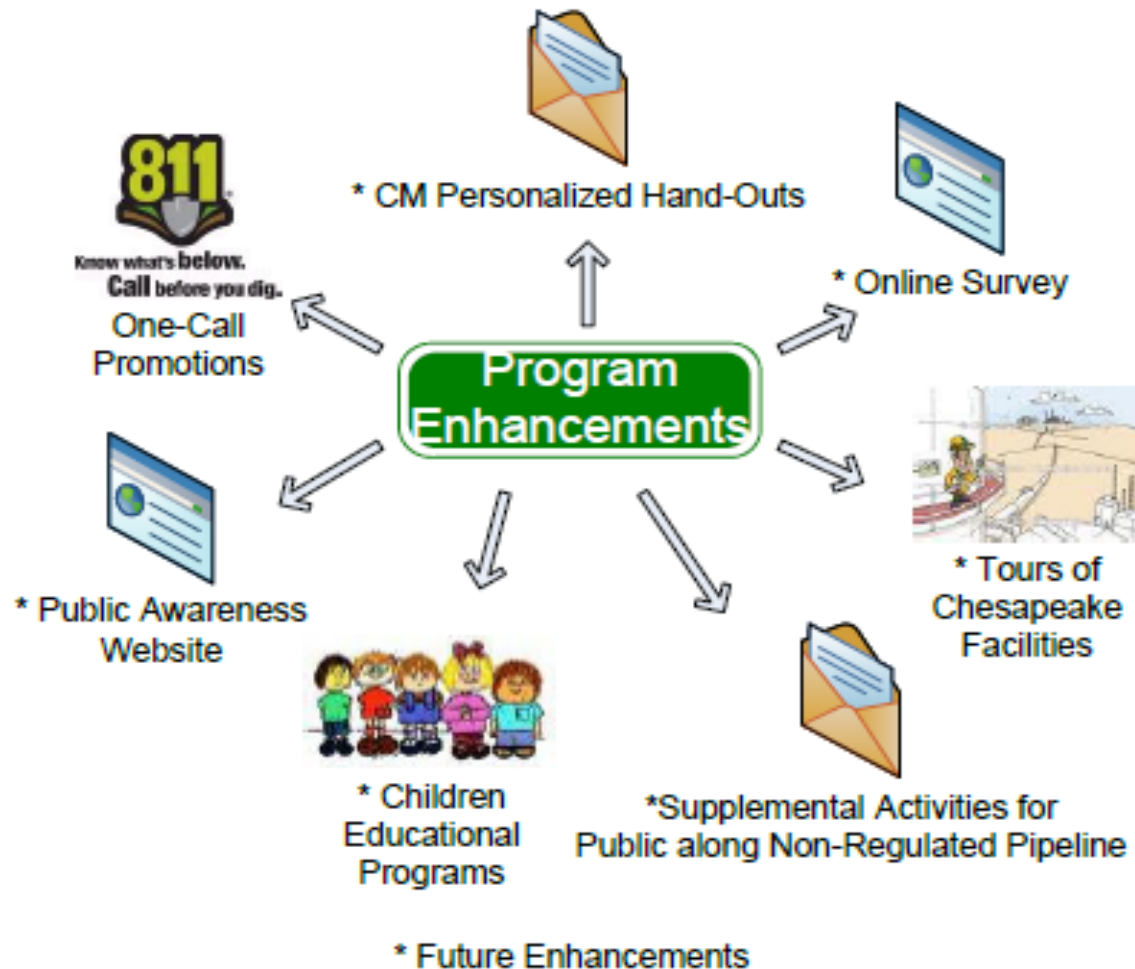 * CM Personalized Hand-Outs
811
Know what's below.
Call before you dig.
One-Call
Promotions
* Online Survey
Program
Enhancements
* Public Awareness
Website
* Tours of
Chesapeake
Facilities
* Children
Educational
Programs
*Supplemental Activities for
Public along Non-Regulated Pipeline
* Future Enhancements